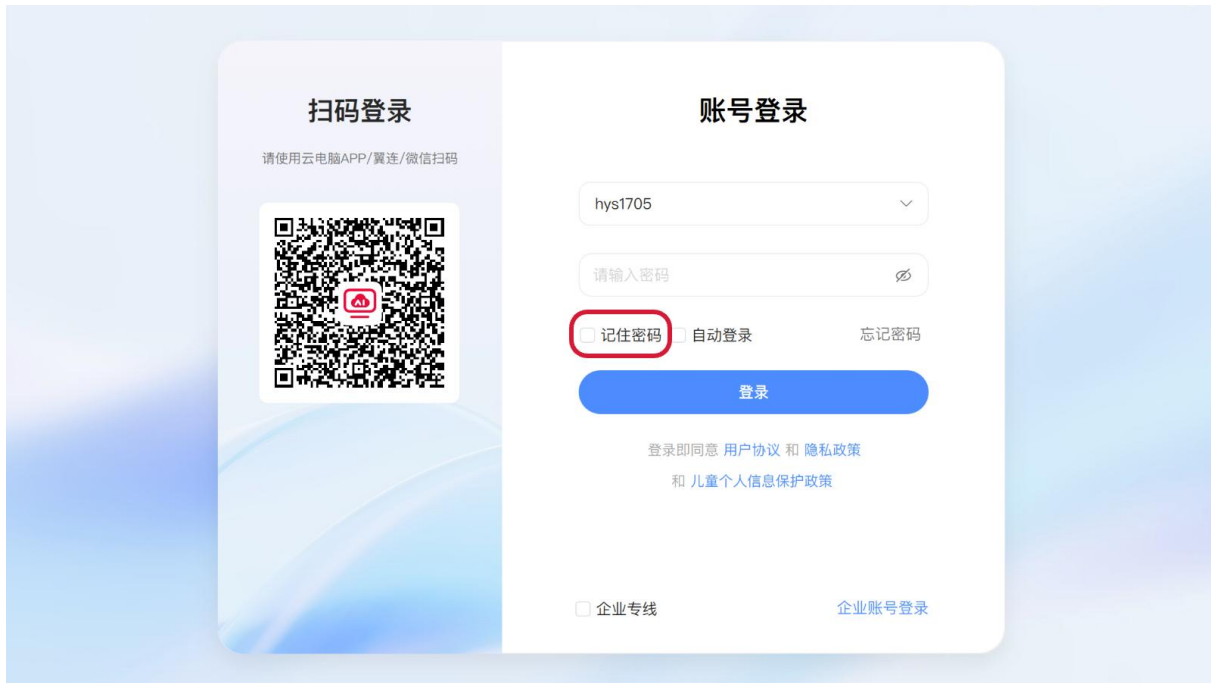 扫码登录
请使用云电脑APP/翼连/微信扫码
AI
账号登录
hys1705
请输入密码
记住密码 自动登录 忘记密码
登录
登录即同意 用户协议 和 隐私政策
和 儿童个人信息保护政策
企业专线 企业账号登录